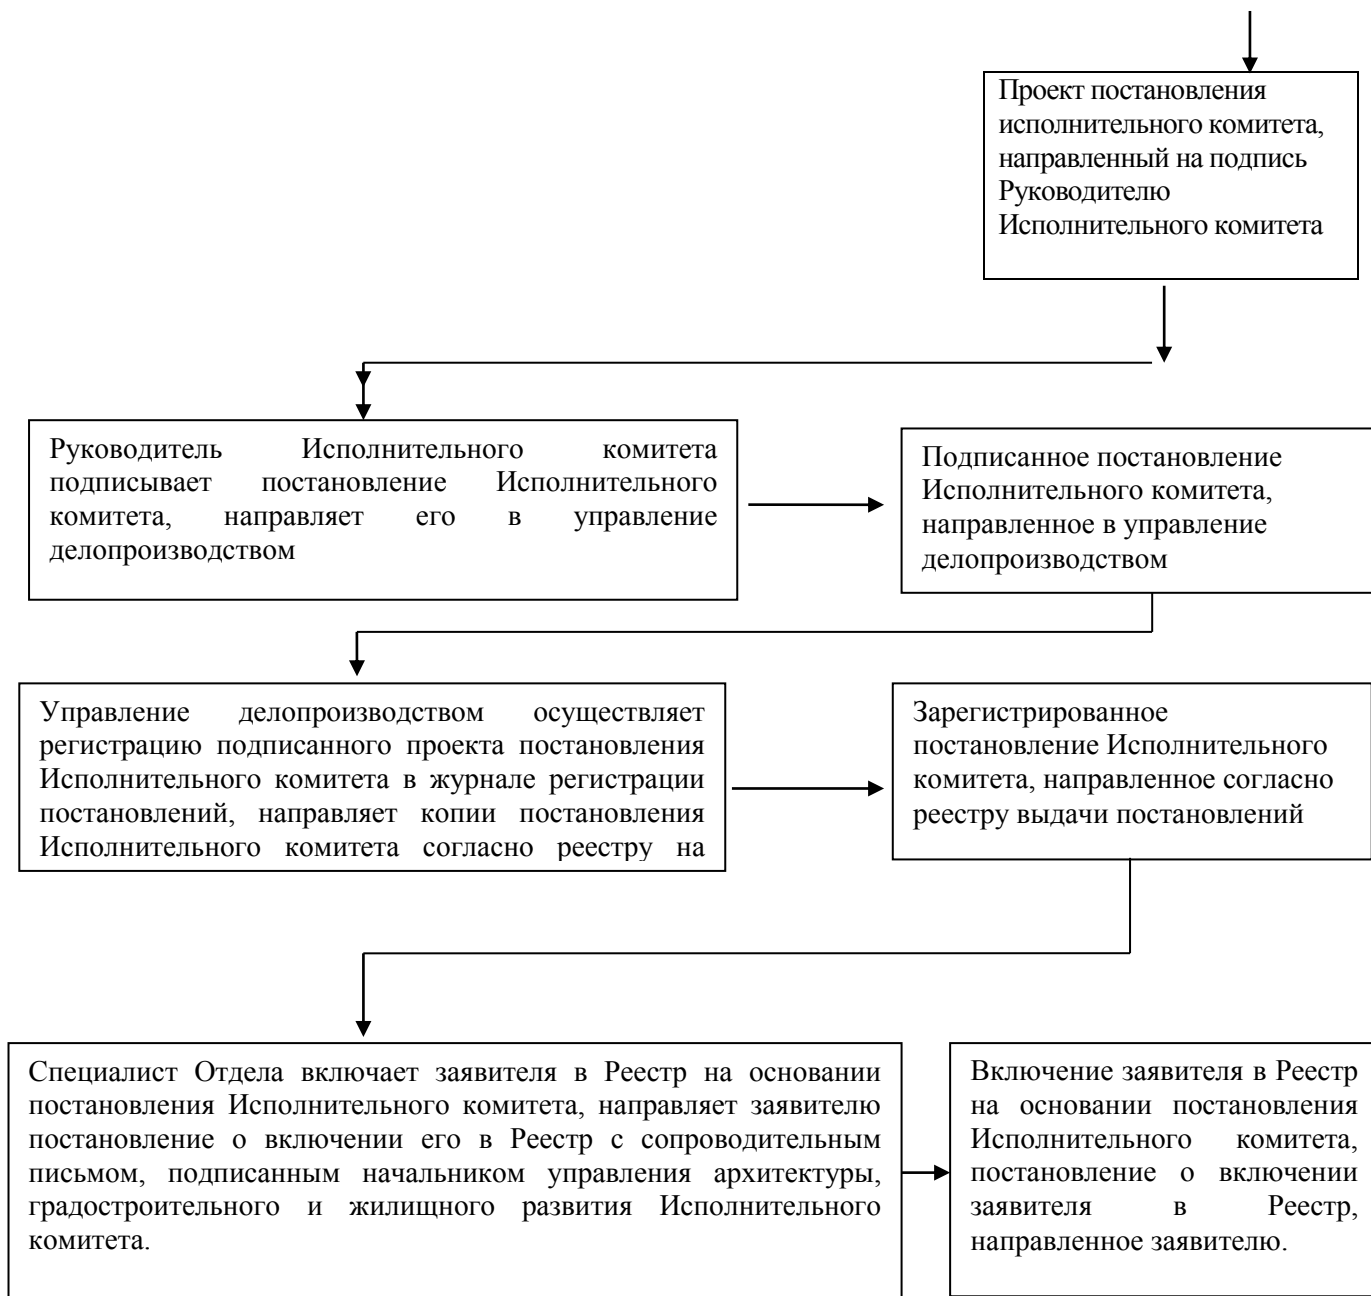 Проект постановления
исполнительного комитета,
направленный на подпись
Руководителю
Исполнительного комитета
Руководитель Исполнительного комитета
подписывает постановление Исполнительного
комитета, направляет его в управление
делопроизводством
Подписанное постановление
Исполнительного комитета,
направленное в управление
делопроизводством
Управление делопроизводством осуществляет
регистрацию подписанного проекта постановления
Исполнительного комитета в журнале регистрации
постановлений, направляет копии постановления
Исполнительного комитета согласно реестру на
Зарегистрированное
постановление Исполнительного
комитета, направленное согласно
реестру выдачи постановлений
Специалист Отдела включает заявителя в Реестр на основании
постановления Исполнительного комитета, направляет заявителю
постановление о включении его в Реестр с сопроводительным
письмом, подписанным начальником управления архитектуры,
градостроительного и жилищного развития Исполнительного
комитета.
Включение заявителя в Реестр
на основании постановления
Исполнительного комитета,
постановление о включении
заявителя в Реестр,
направленное заявителю.